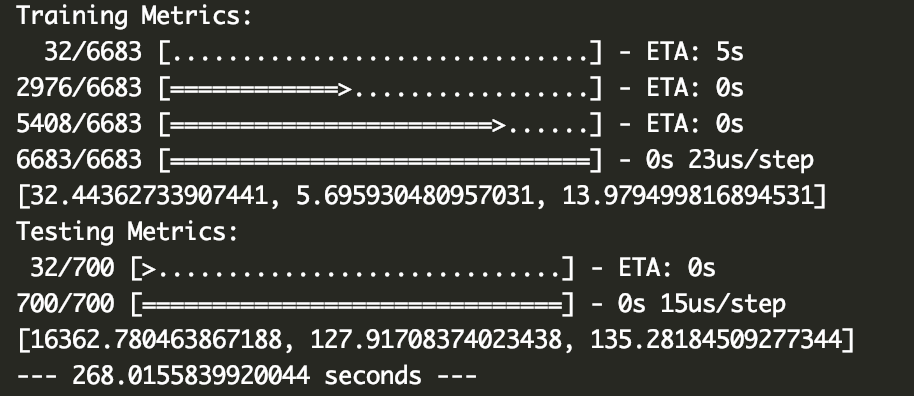 Training Metrics:
32/6683 [..............................] - ETA: 5s
2976/6683 [============>.................] - ETA: 0s
5408/6683 [=======================>......] - ETA: 0s
6683/6683 [==============================] - 0s 23us/step
[32.44362733907441, 5.695930480957031, 13.979499816894531]
Testing Metrics:
32/700 [>.............................] - ETA: 0s
700/700 [==============================] - 0s 15us/step
[16362.780463867188, 127.91708374023438, 135.28184509277344]
--- 268.0155839920044 seconds ---